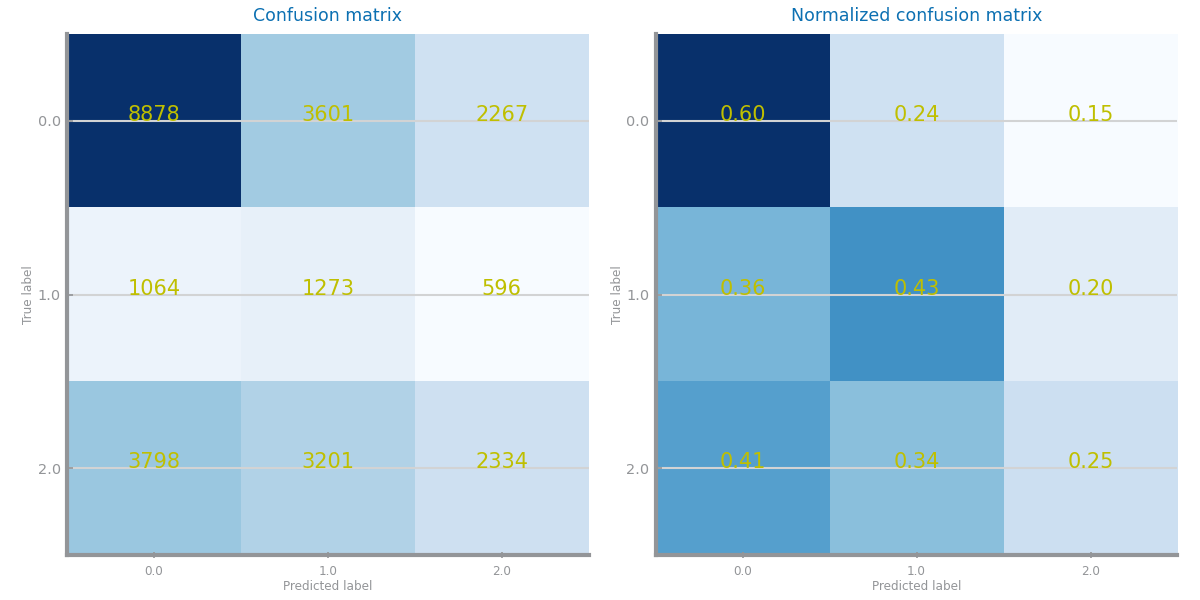 Confusion matrix
0.0 8878 3601 2267
1.0 1064 1273 596
2.0 3798 3201 2334
True label
0.0 1.0 2.0
Predicted label
Normalized confusion matrix
0.0 0.60 0.24 0.15
1.0 0.36 0.43 0.20
2.0 0.41 0.34 0.25
True label
0.0 1.0 2.0
Predicted label